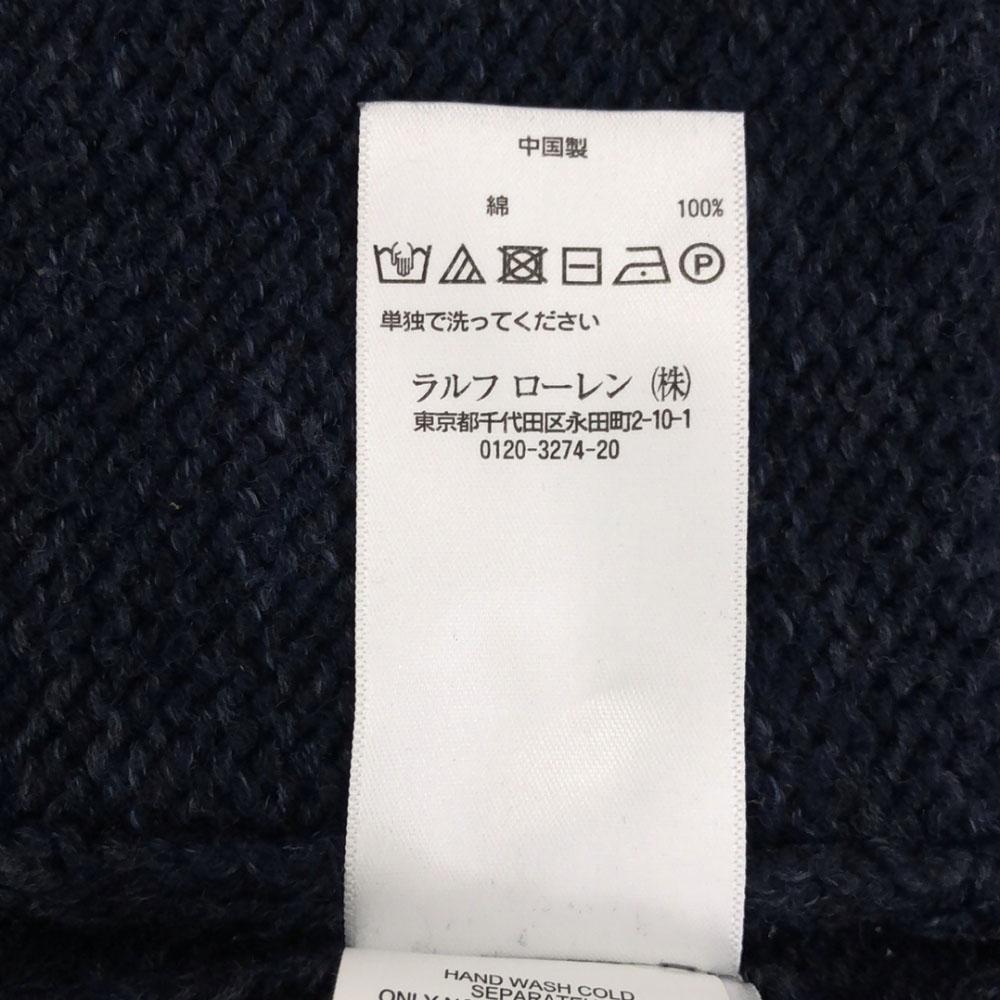 中国製
綿 100%
P
単独で洗ってください
ラルフ ローレン (株)
東京都千代田区永田町2-10-1
0120-3274-20
HAND WASH COLD
ONLY